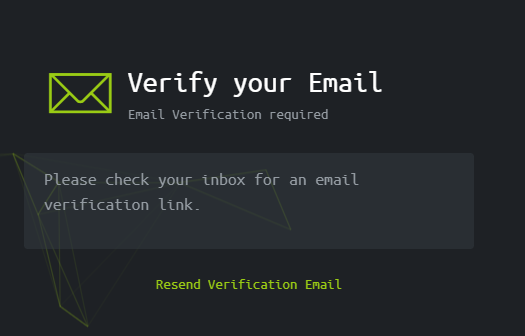 Verify your Email
Email Verification required
Please check your inbox for an email
verification link.
Resend Verification Email